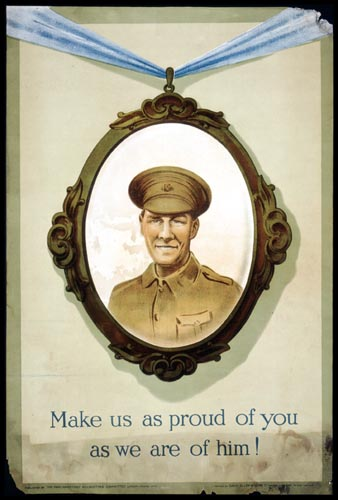 Make us as proud of you
as we are of him!